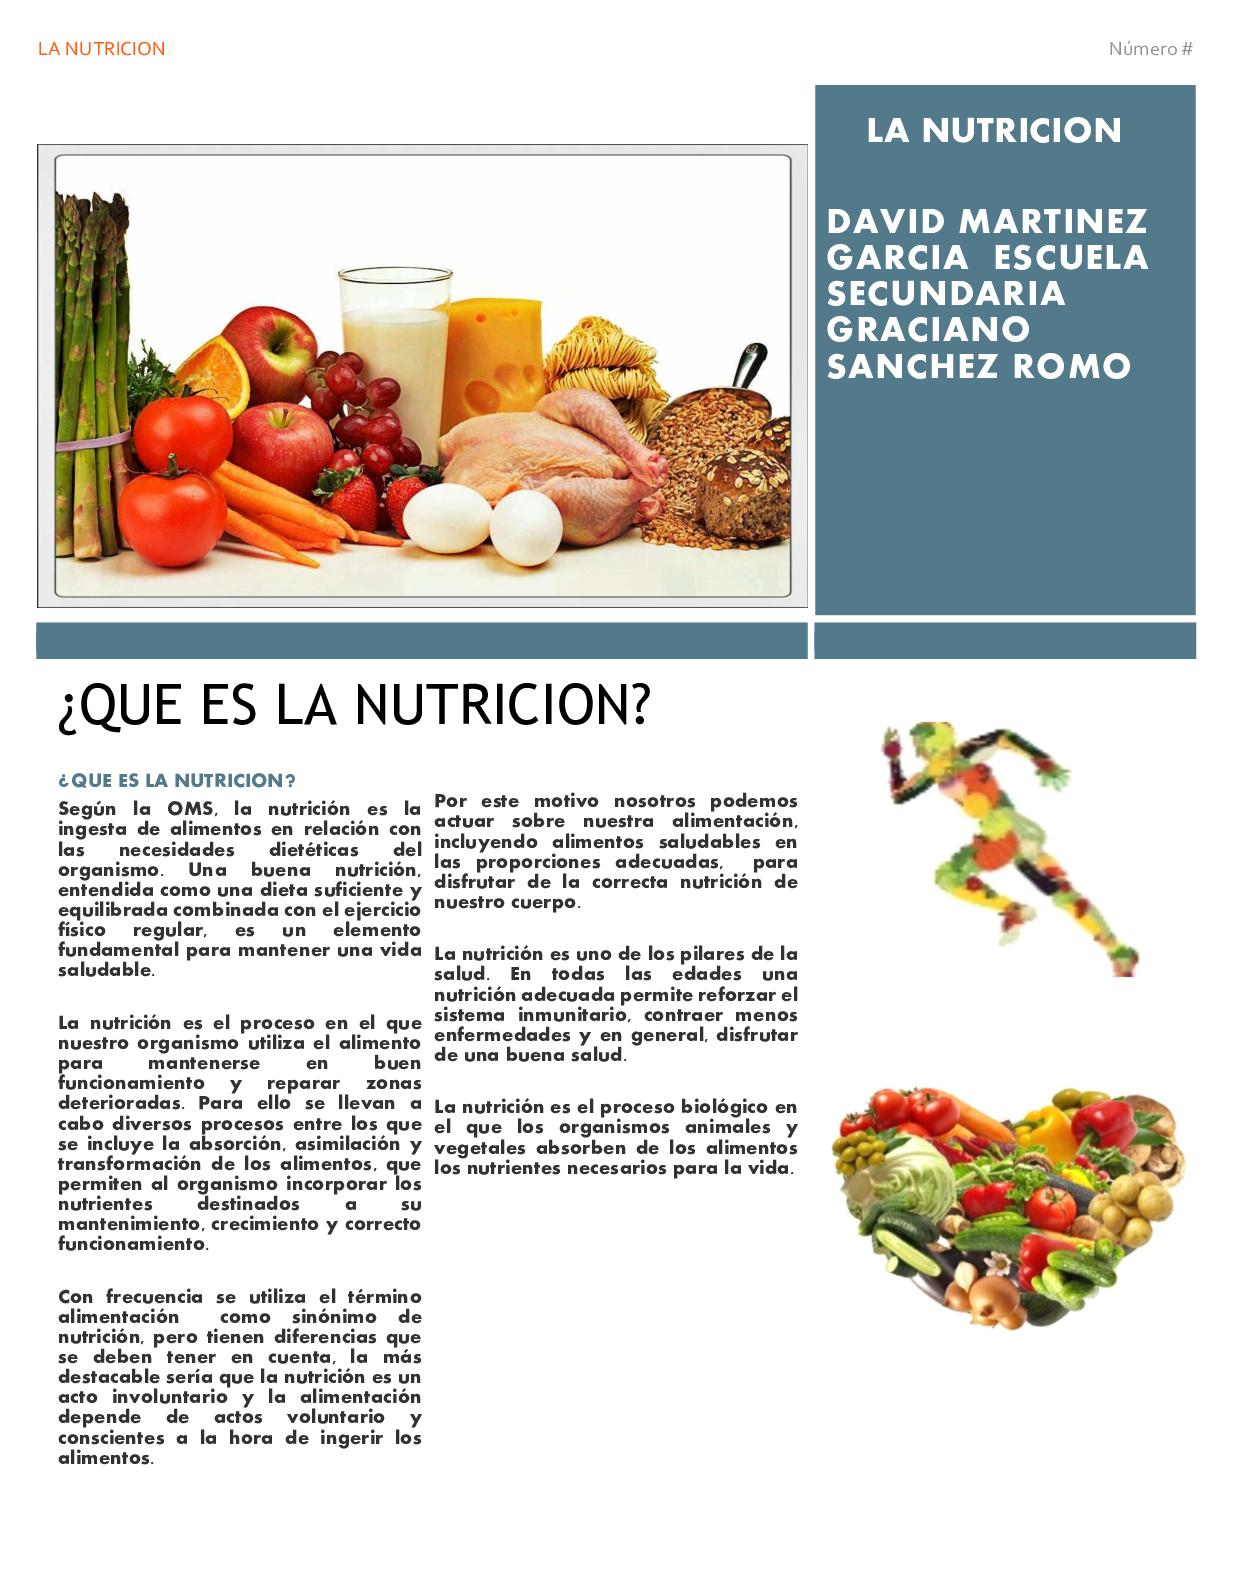 LA NUTRICION
Número #
LA NUTRICION
DAVID MARTINEZ
GARCIA ESCUELA
SECUNDARIA
GRACIANO
SANCHEZ ROMO
¿QUE ES LA NUTRICION?
¿QUE ES LA NUTRICION?
Según la OMS, la nutrición es la
ingesta de alimentos en relación con
las necesidades dietéticas del
organismo. Una buena nutrición,
entendida como una dieta suficiente y
equilibrada combinada con el ejercicio
físico regular, es un elemento
fundamental para mantener una vida
saludable.
La nutrición es el proceso en el que
nuestro organismo utiliza el alimento
para mantenerse en buen
funcionamiento y reparar zonas
deterioradas. Para ello se llevan a
cabo diversos procesos entre los que
se incluye la absorción, asimilación y
transformación de los alimentos, que
permiten al organismo incorporar los
nutrientes destinados a su
mantenimiento, crecimiento y correcto
funcionamiento.
Con frecuencia se utiliza el término
alimentación como sinónimo de
nutrición, pero tienen diferencias que
se deben tener en cuenta, la más
destacable sería que la nutrición es un
acto involuntario y la alimentación
depende de actos voluntario y
conscientes a la hora de ingerir los
alimentos.
Por este motivo nosotros podemos
actuar sobre nuestra alimentación,
incluyendo alimentos saludables en
las proporciones adecuadas, para
disfrutar de la correcta nutrición de
nuestro cuerpo.
La nutrición es uno de los pilares de la
salud. En todas las edades una
nutrición adecuada permite reforzar el
sistema inmunitario, contraer menos
enfermedades y en general, disfrutar
de una buena salud.
La nutrición es el proceso biológico en
el que los organismos animales y
vegetales absorben de los alimentos
los nutrientes necesarios para la vida.